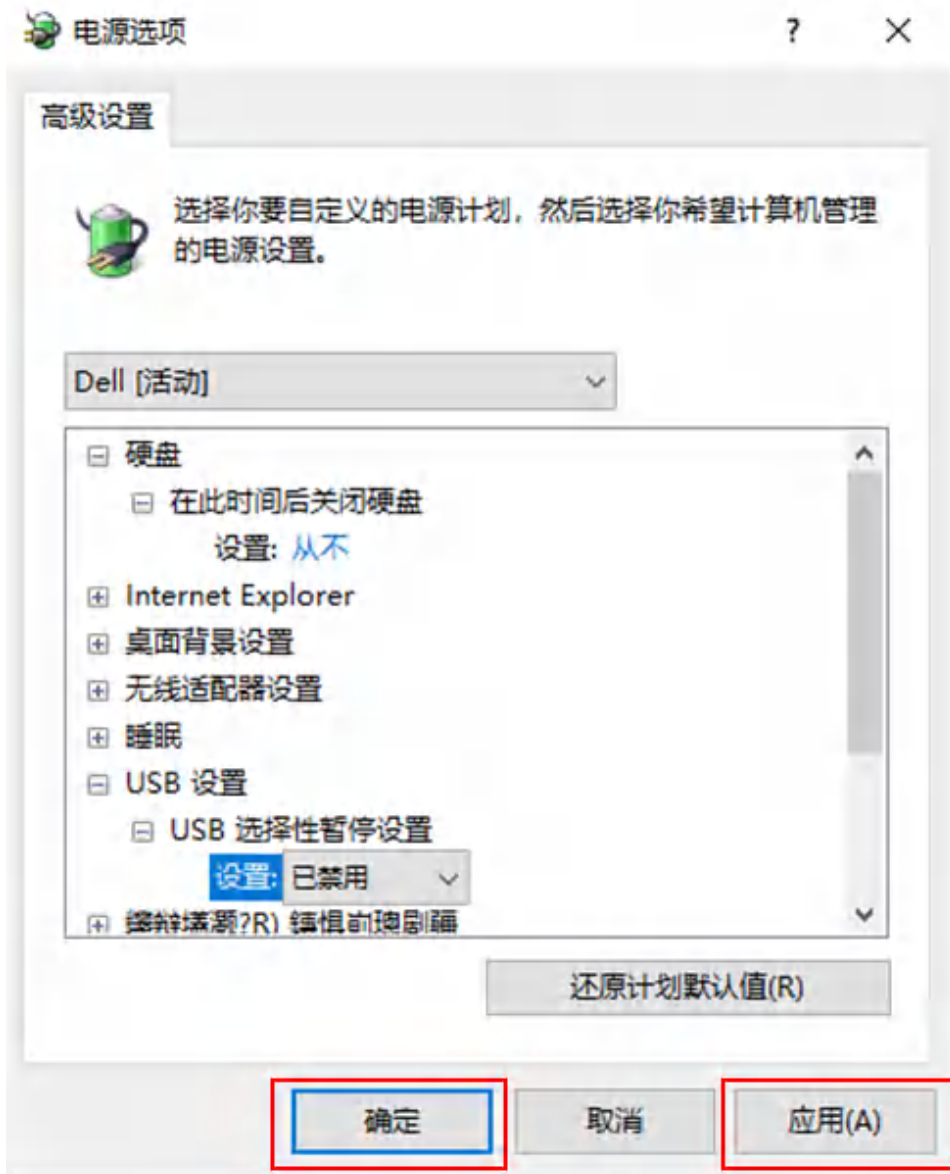 电源选项
?
高级设置
选择你要自定义的电源计划，然后选择你希望计算机管理
的电源设置。
Dell [活动]
硬盘
在此时间后关闭硬盘
设置: 从不
Internet Explorer
桌面背景设置
无线适配器设置
睡眠
USB 设置
USB 选择性暂停设置
设置: 已禁用
还原计划默认值(R)
确定
取消
应用(A)